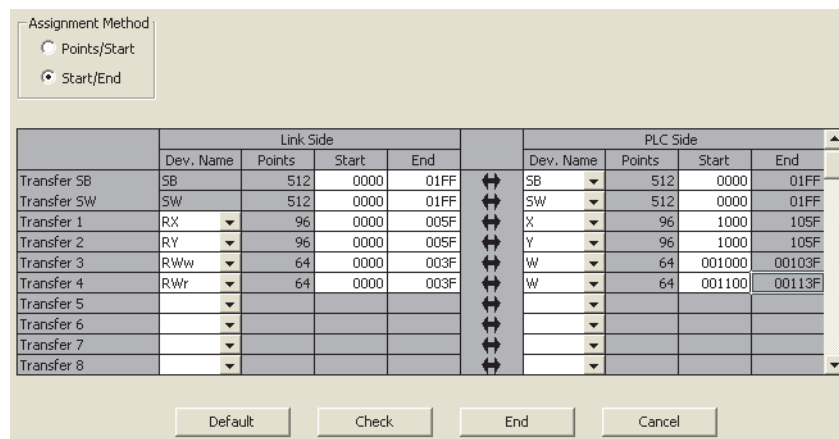 Assignment Method
Points/Start
Start/End
Link Side PLC Side
Dev. Name Points Start End Dev. Name Points Start End
Transfer SB SB 512 0000 01FF SB 512 0000 01FF
Transfer SW SW 512 0000 01FF SW 512 0000 01FF
Transfer 1 RX 96 0000 005F X 96 1000 105F
Transfer 2 RY 96 0000 005F Y 96 1000 105F
Transfer 3 RWw 64 0000 003F W 64 001000 00103F
Transfer 4 RWr 64 0000 003F W 64 001100 00113F
Transfer 5
Transfer 6
Transfer 7
Transfer 8
Default Check End Cancel